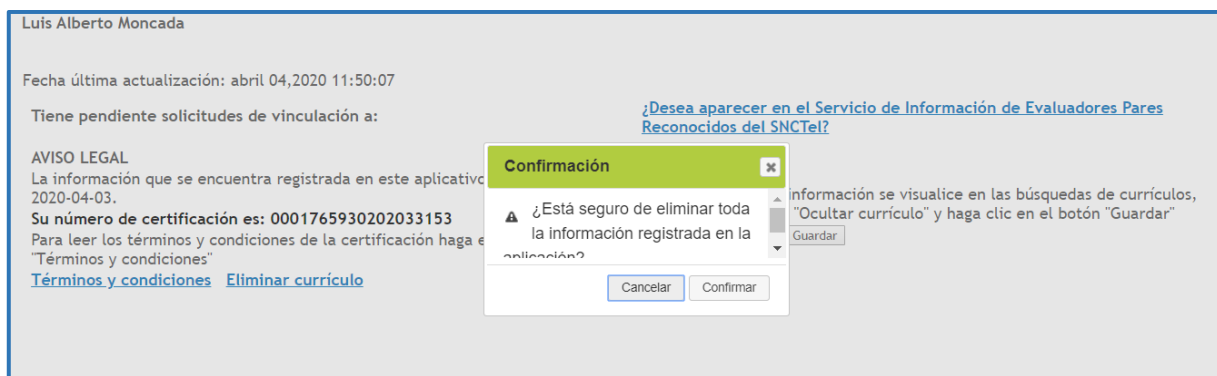 Luis Alberto Moncada
Fecha última actualización: abril 04,2020 11:50:07
Tiene pendiente solicitudes de vinculación a:
¿Desea aparecer en el Servicio de Información de Evaluadores Pares
Reconocidos del SNCTeI?
AVISO LEGAL
La información que se encuentra registrada en este aplicativo
2020-04-03.
Su número de certificación es: 0001765930202033153
Para leer los términos y condiciones de la certificación haga
"Términos y condiciones"
Términos y condiciones Eliminar currículo
Confirmación
¿Está seguro de eliminar toda
la información registrada en la
aplicación?
Cancelar Confirmar
información se visualice en las búsquedas de currículos,
"Ocultar currículo" y haga clic en el botón "Guardar"
Guardar